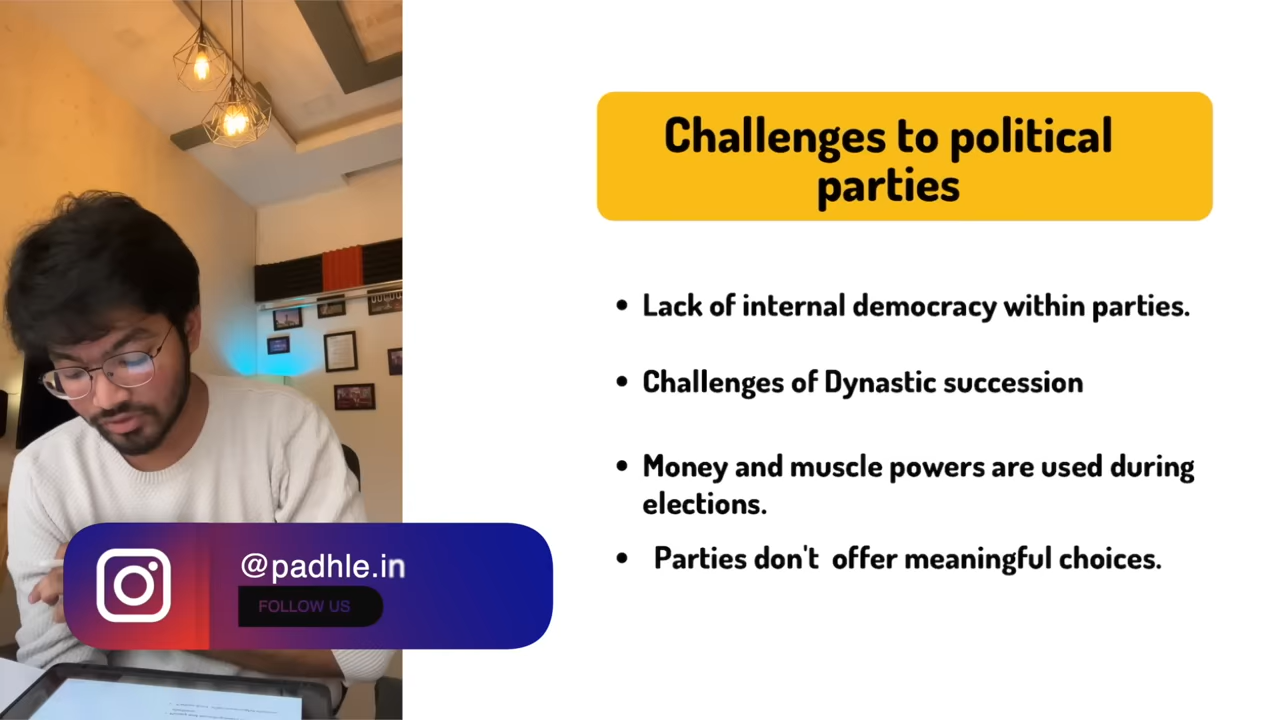 Challenges to political
parties
• Lack of internal democracy within parties.
• Challenges of Dynastic succession
• Money and muscle powers are used during
elections.
• Parties don't offer meaningful choices.
@padhle.in
FOLLOW US